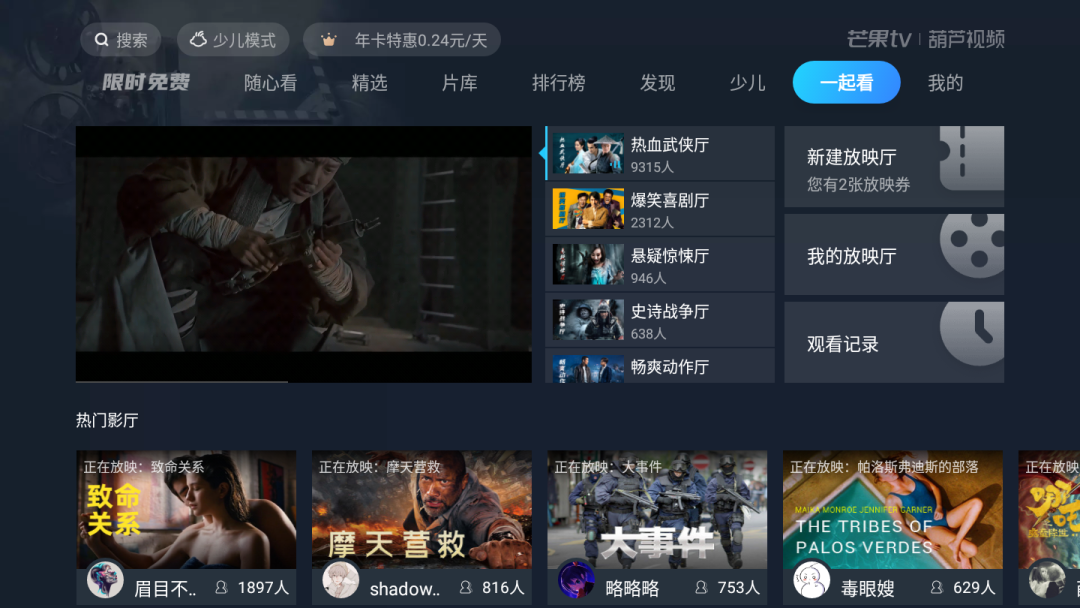 搜索
少儿模式
年卡特惠0.24元/天
芒果tv | 葫芦视频
限时免费
随心看
精选
片库
排行榜
发现
少儿
一起看
我的
热血武侠厅
热血武侠厅
9315人
爆笑喜剧厅
2312人
悬疑惊悚厅
946人
史诗战争厅
史诗战争厅
638人
畅爽动作厅
新建放映厅
您有2张放映券
我的放映厅
观看记录
热门影厅
正在放映：致命关系
致命
关系
眉目不..
1897人
正在放映：摩天营救
摩天营救
shadow..
816人
正在放映：大事件
大事件
略略略
753人
正在放映：帕洛斯弗迪斯的部落
MAIKA MONROE JENNIFER GARNER
THE TRIBES OF
PALOS VERDES
毒眼嫂
629人
正在放映